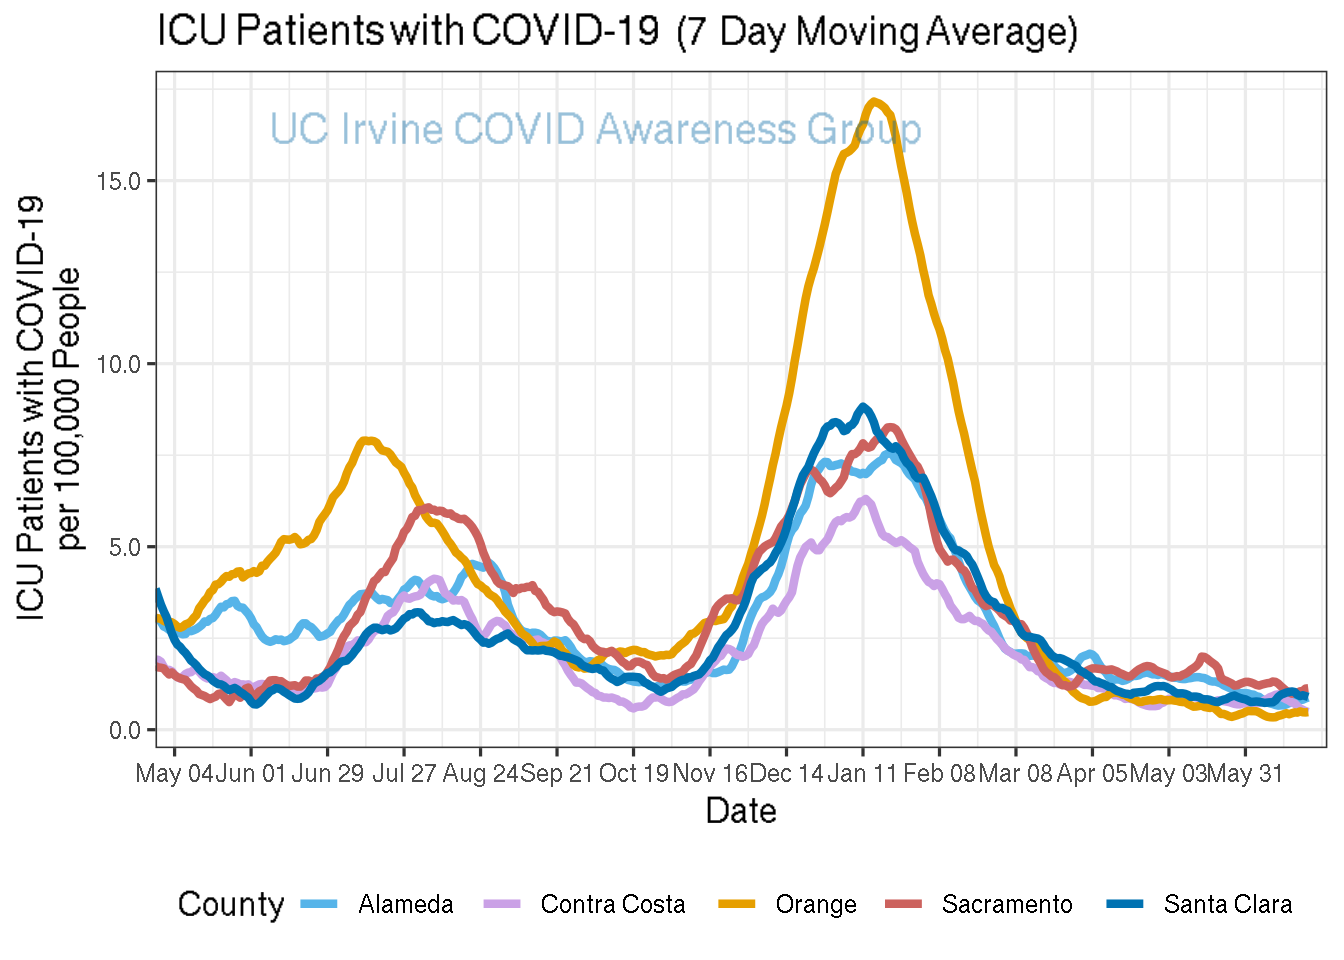 ICU Patients with COVID-19 (7 Day Moving Average)
UC Irvine COVID Awareness Group
ICU Patients with COVID-19
per 100,000 People
15.0
10.0
5.0
0.0
May 04 Jun 01 Jun 29 Jul 27 Aug 24 Sep 21 Oct 19 Nov 16 Dec 14 Jan 11 Feb 08 Mar 08 Apr 05 May 03 May 31
Date
County Alameda Contra Costa Orange Sacramento Santa Clara